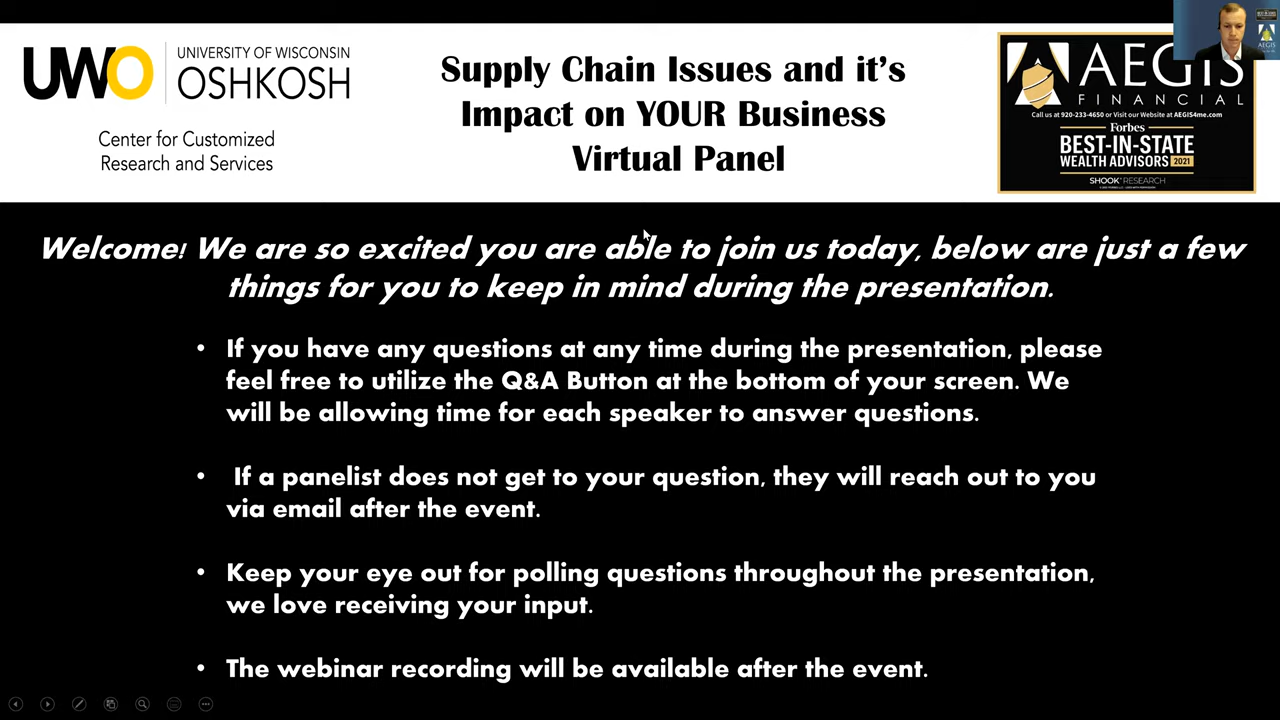 UWO
UNIVERSITY OF WISCONSIN
OSHKOSH
Center for Customized
Research and Services
Supply Chain Issues and it's
Impact on YOUR Business
Virtual Panel
AEGIS
FINANCIAL
Call us at 920-233-4650 or Visit our Website at AEGIS4me.com
Forbes
BEST-IN-STATE
WEALTH ADVISORS 2021
SHOOK RESEARCH
Welcome! We are so excited you are able to join us today, below are just a few
things for you to keep in mind during the presentation.
• If you have any questions at any time during the presentation, please
feel free to utilize the Q&A Button at the bottom of your screen. We
will be allowing time for each speaker to answer questions.
• If a panelist does not get to your question, they will reach out to you
via email after the event.
• Keep your eye out for polling questions throughout the presentation,
we love receiving your input.
• The webinar recording will be available after the event.